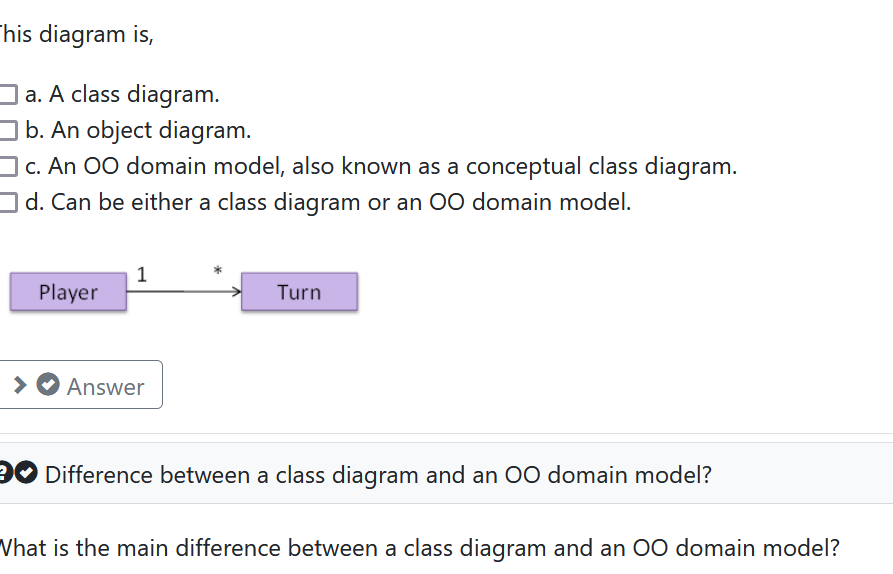 This diagram is,
a. A class diagram.
b. An object diagram.
c. An OO domain model, also known as a conceptual class diagram.
d. Can be either a class diagram or an OO domain model.
1 *
Player Turn
Answer
Difference between a class diagram and an OO domain model?
What is the main difference between a class diagram and an OO domain model?